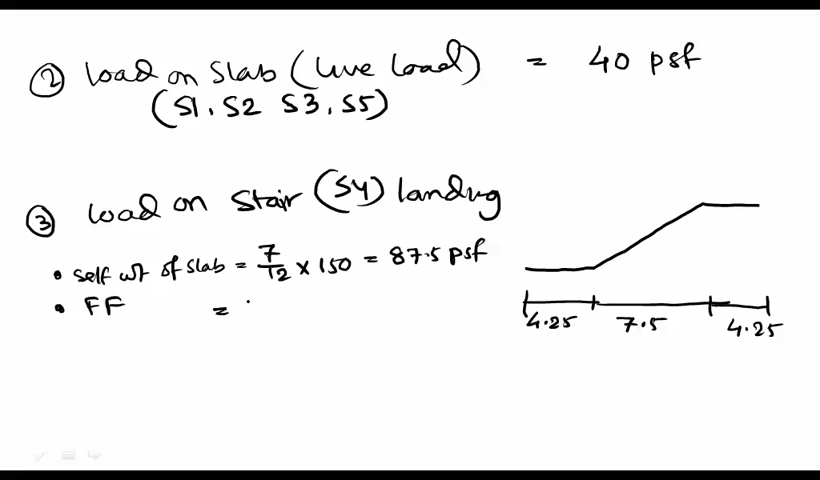 ② Load on Slab (Live Load) = 40 psf
(S1, S2 S3, S5)
③ Load on Stair (S4) landing
• Self wt of slab = 7/12 × 150 = 87.5 psf
• FF =
4.25 7.5 4.25